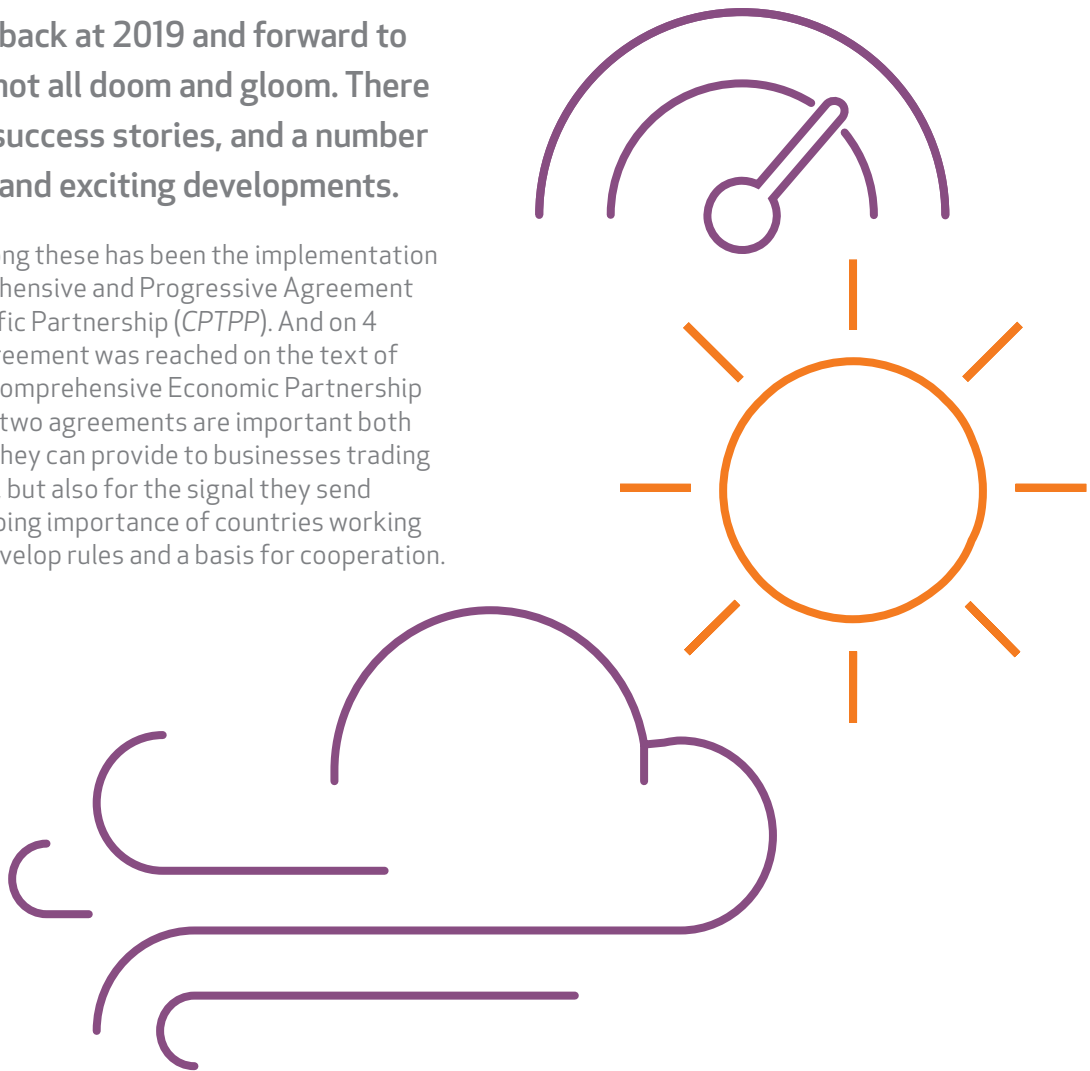 back at 2019 and forward to
not all doom and gloom. There
success stories, and a number
and exciting developments.
ng these has been the implementation
hensive and Progressive Agreement
fic Partnership (CPTPP). And on 4
reement was reached on the text of
omprehensive Economic Partnership
two agreements are important both
hey can provide to businesses trading
, but also for the signal they send
ing importance of countries working
velop rules and a basis for cooperation.